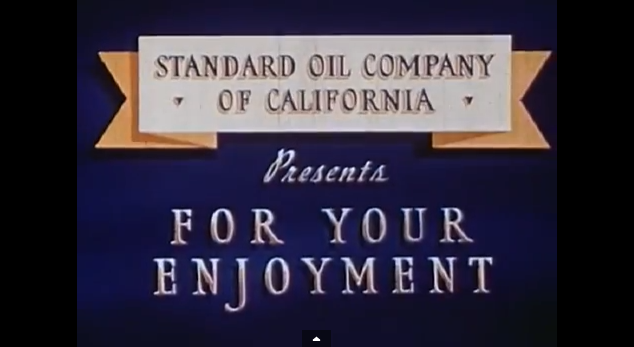 STANDARD OIL COMPANY
OF CALIFORNIA
Presents
FOR YOUR
ENJOYMENT